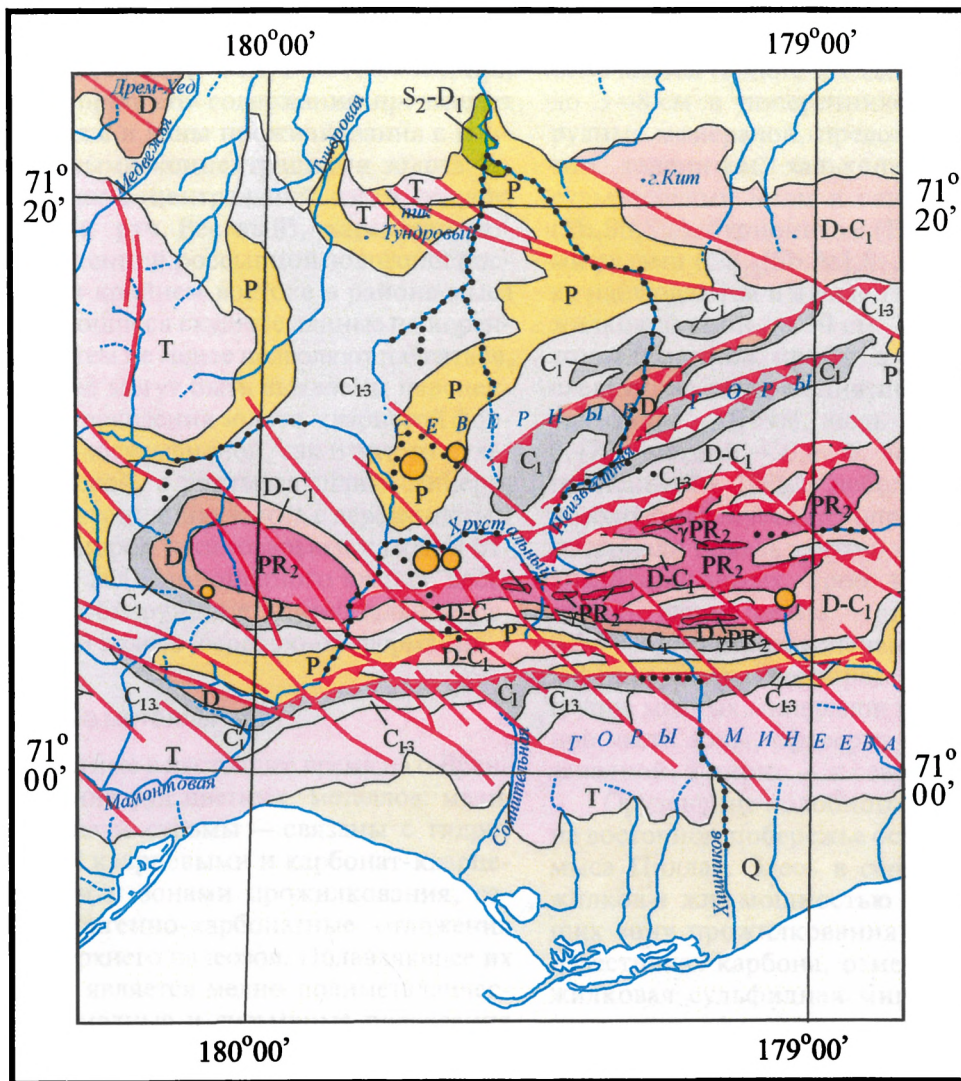 180°00'
179°00'
Дрем-Хед
D
S₂-D₁
Медвежья
Тундровая
71°
20'
71°
20'
г.Кит
P
T
T
пик
Тундровый
D-C₁
P
P
C₁
C₁-₃
T
C₁
C₁
P
C₁-₃
P
С Е В Е Р Н Ы Е Г О Р Ы
D
C₁
D-C₁
P
Неизвестная
C₁-₃
D-C₁
PR₂
Хрустальный
D
PR₂
γPR₂
PR₂
C₁
D
D-C₁
D-C₁
D-C₁
γPR₂
P
D
γPR₂
P
D-C₁
C₁
C₁-₃
D
C₁
C₁-₃
C₁
C₁-₃
T
Г О Р Ы М И Н Е Е В А
71°
00'
71°
00'
Мамонтовая
Сомнительная
T
Хищников
Q
180°00'
179°00'